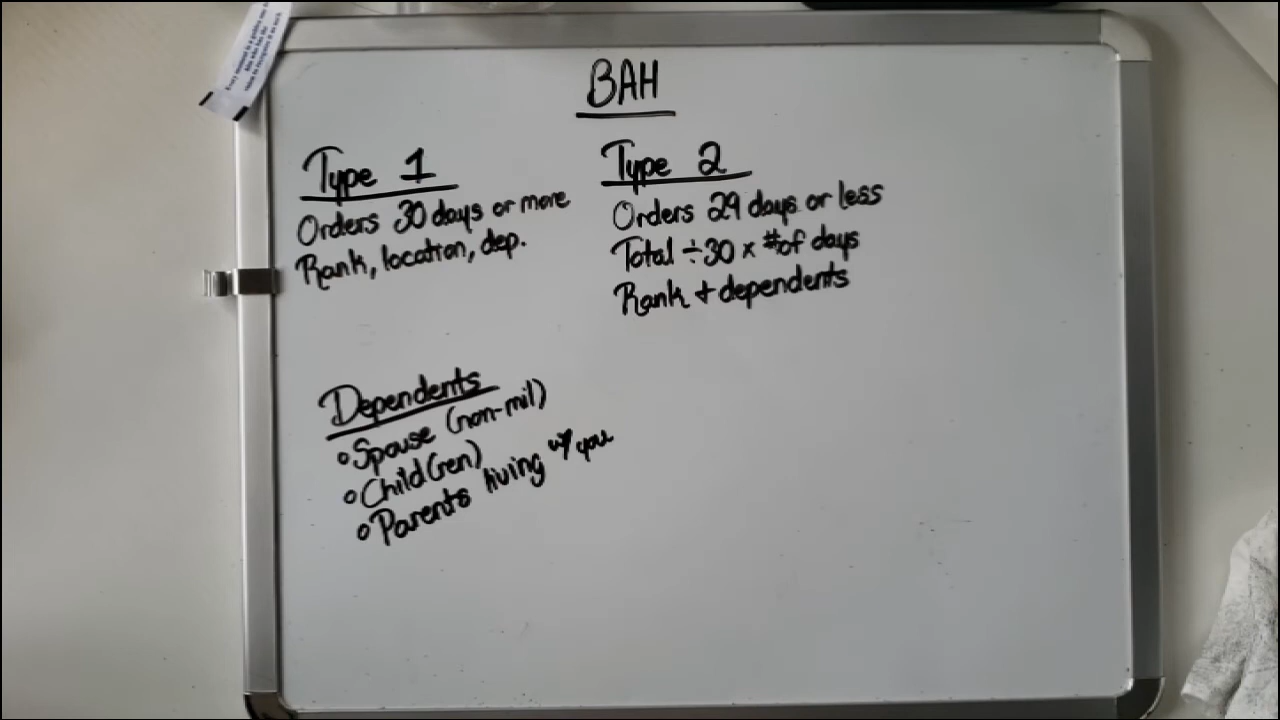 BAH
Type 1
Orders 30 days or more
Rank, location, dep.
Type 2
Orders 29 days or less
Total ÷ 30 x # of days
Rank + dependents
Dependents
Spouse (non-mil)
Child(ren)
Parents living w/ you